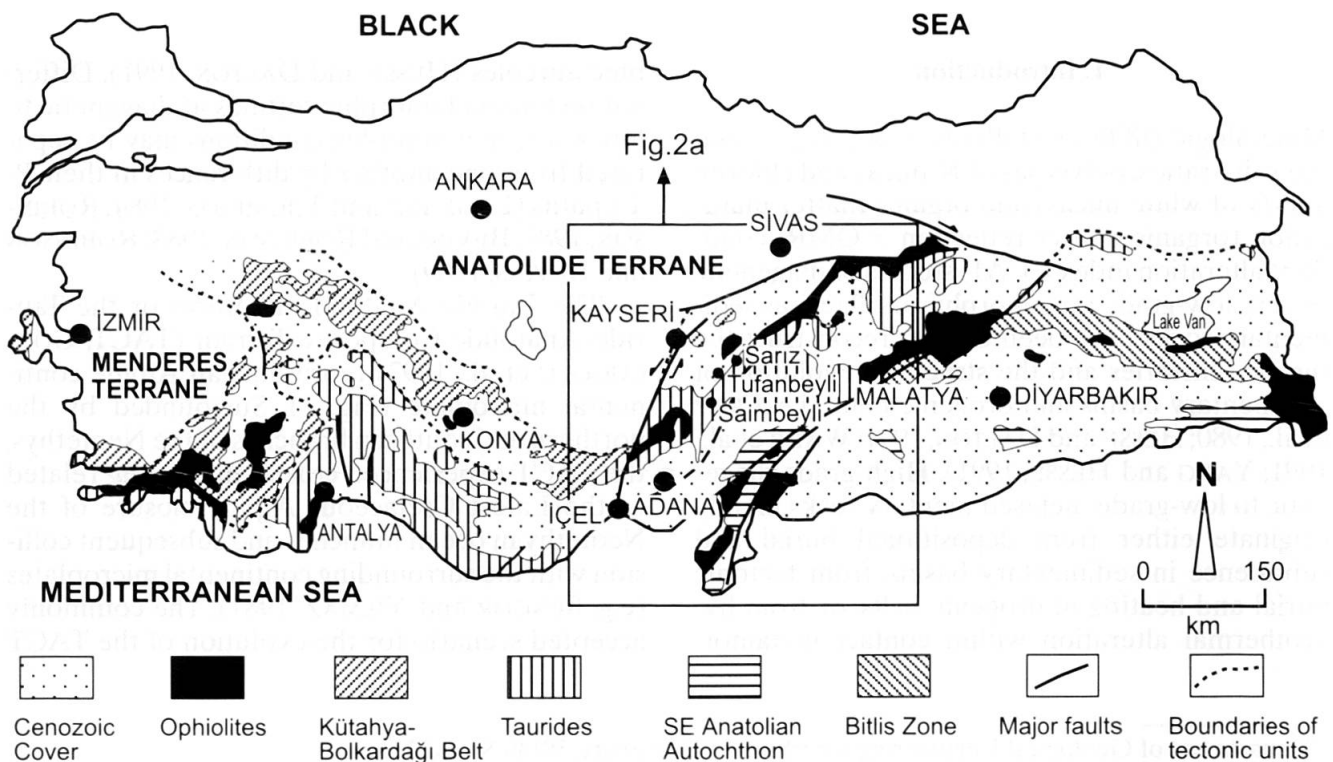 BLACK
SEA
Fig.2a
ANKARA
SİVAS
ANATOLIDE TERRANE
KAYSERİ
Lake Van
İZMİR
MENDERES
TERRANE
Sarız
Tufanbeyli
Saimbeyli
MALATYA
DİYARBAKIR
KONYA
İÇEL
ADANA
ANTALYA
MEDITERRANEAN SEA
N
0
150
km
Cenozoic
Cover
Ophiolites
Kütahya-
Bolkardağı Belt
Taurides
SE Anatolian
Autochthon
Bitlis Zone
Major faults
Boundaries of
tectonic units